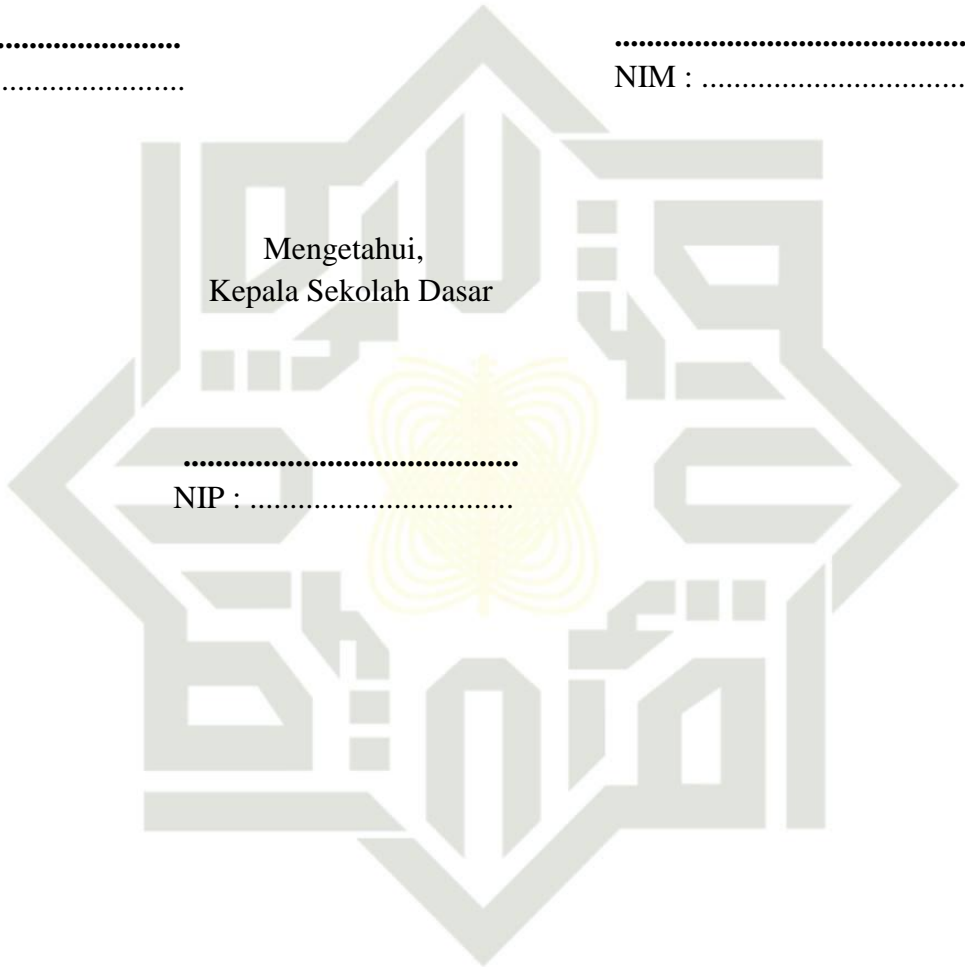 ............................................
NIM : .................................
.................................
Mengetahui,
Kepala Sekolah Dasar
..........................................
NIP : .................................